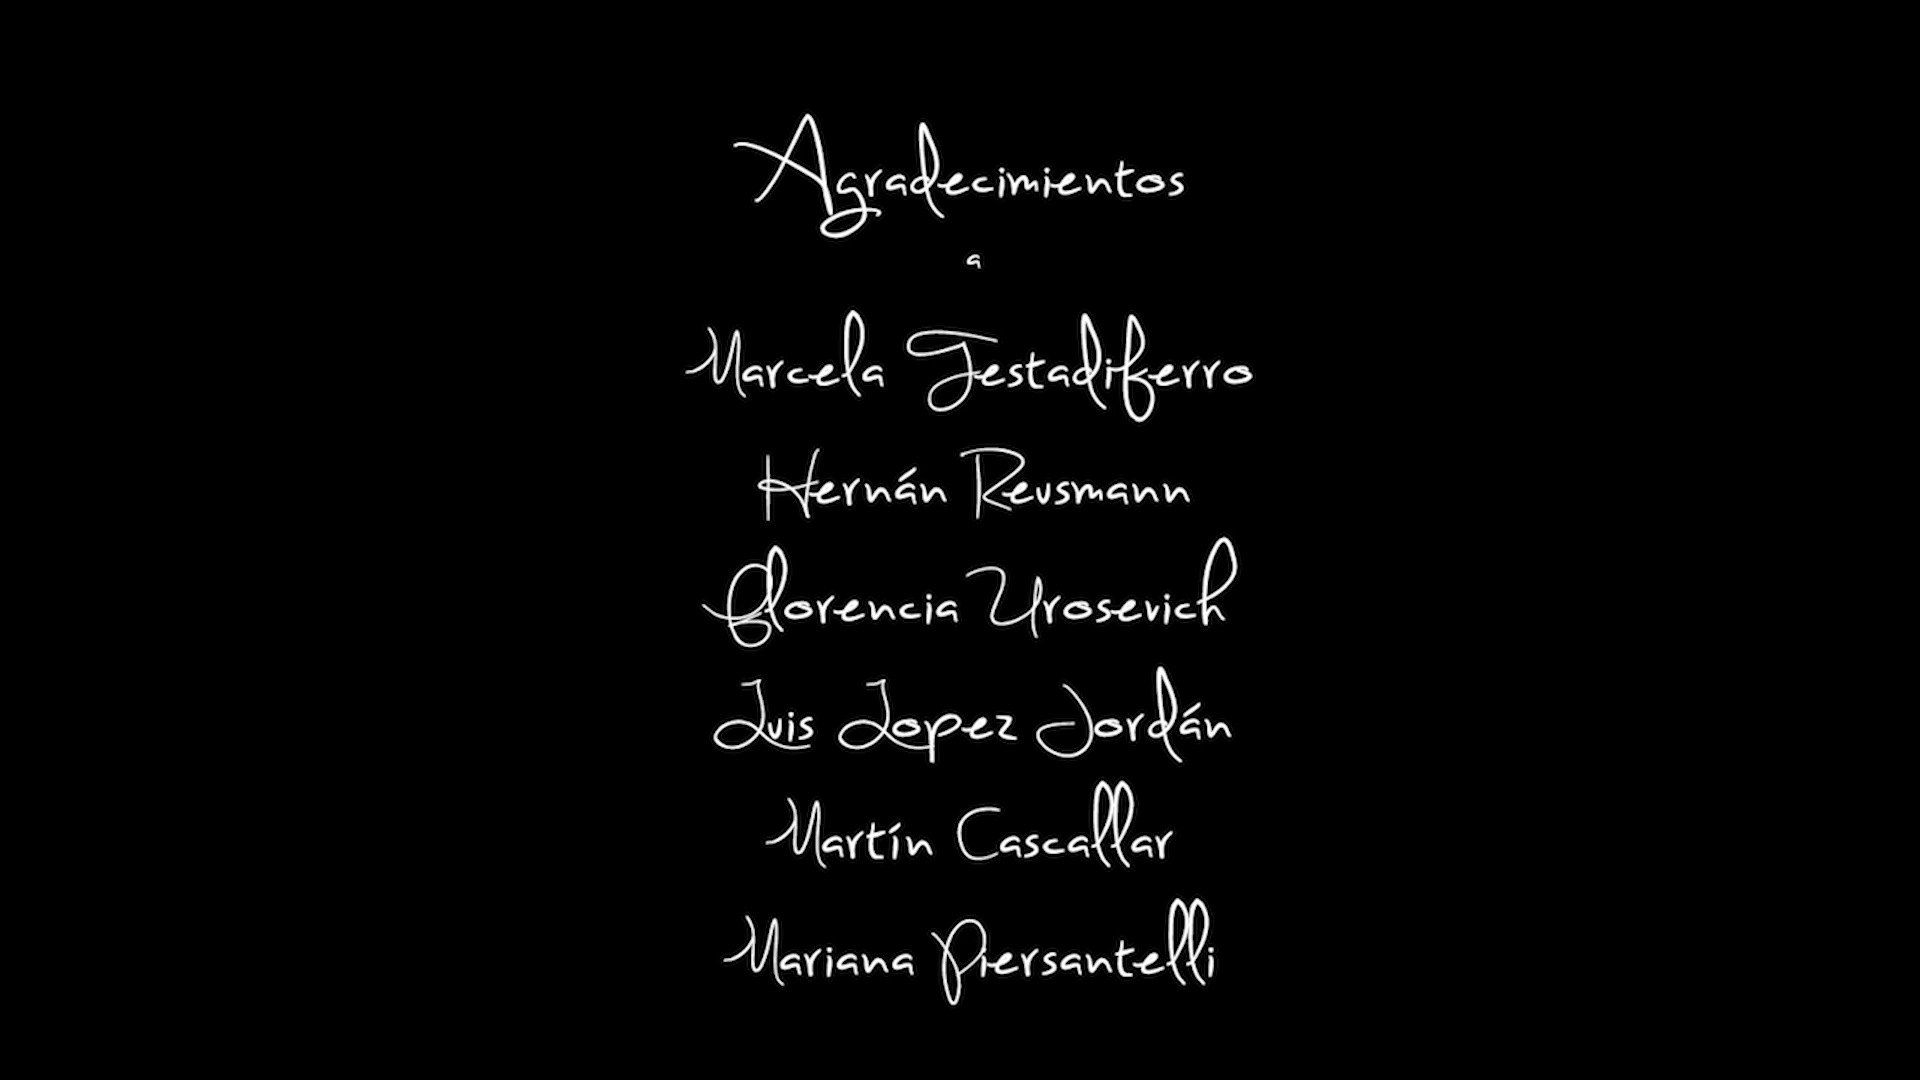 Agradecimientos
a
Marcela Testadiferro
Hernán Reusmann
Florencia Urosevich
Luis Lopez Jordán
Martín Cascallar
Mariana Piersantelli